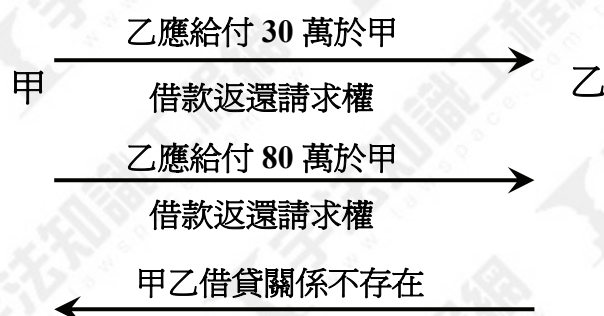 乙應給付 30 萬於甲
甲
乙
借款返還請求權
乙應給付 80 萬於甲
借款返還請求權
甲乙借貸關係不存在